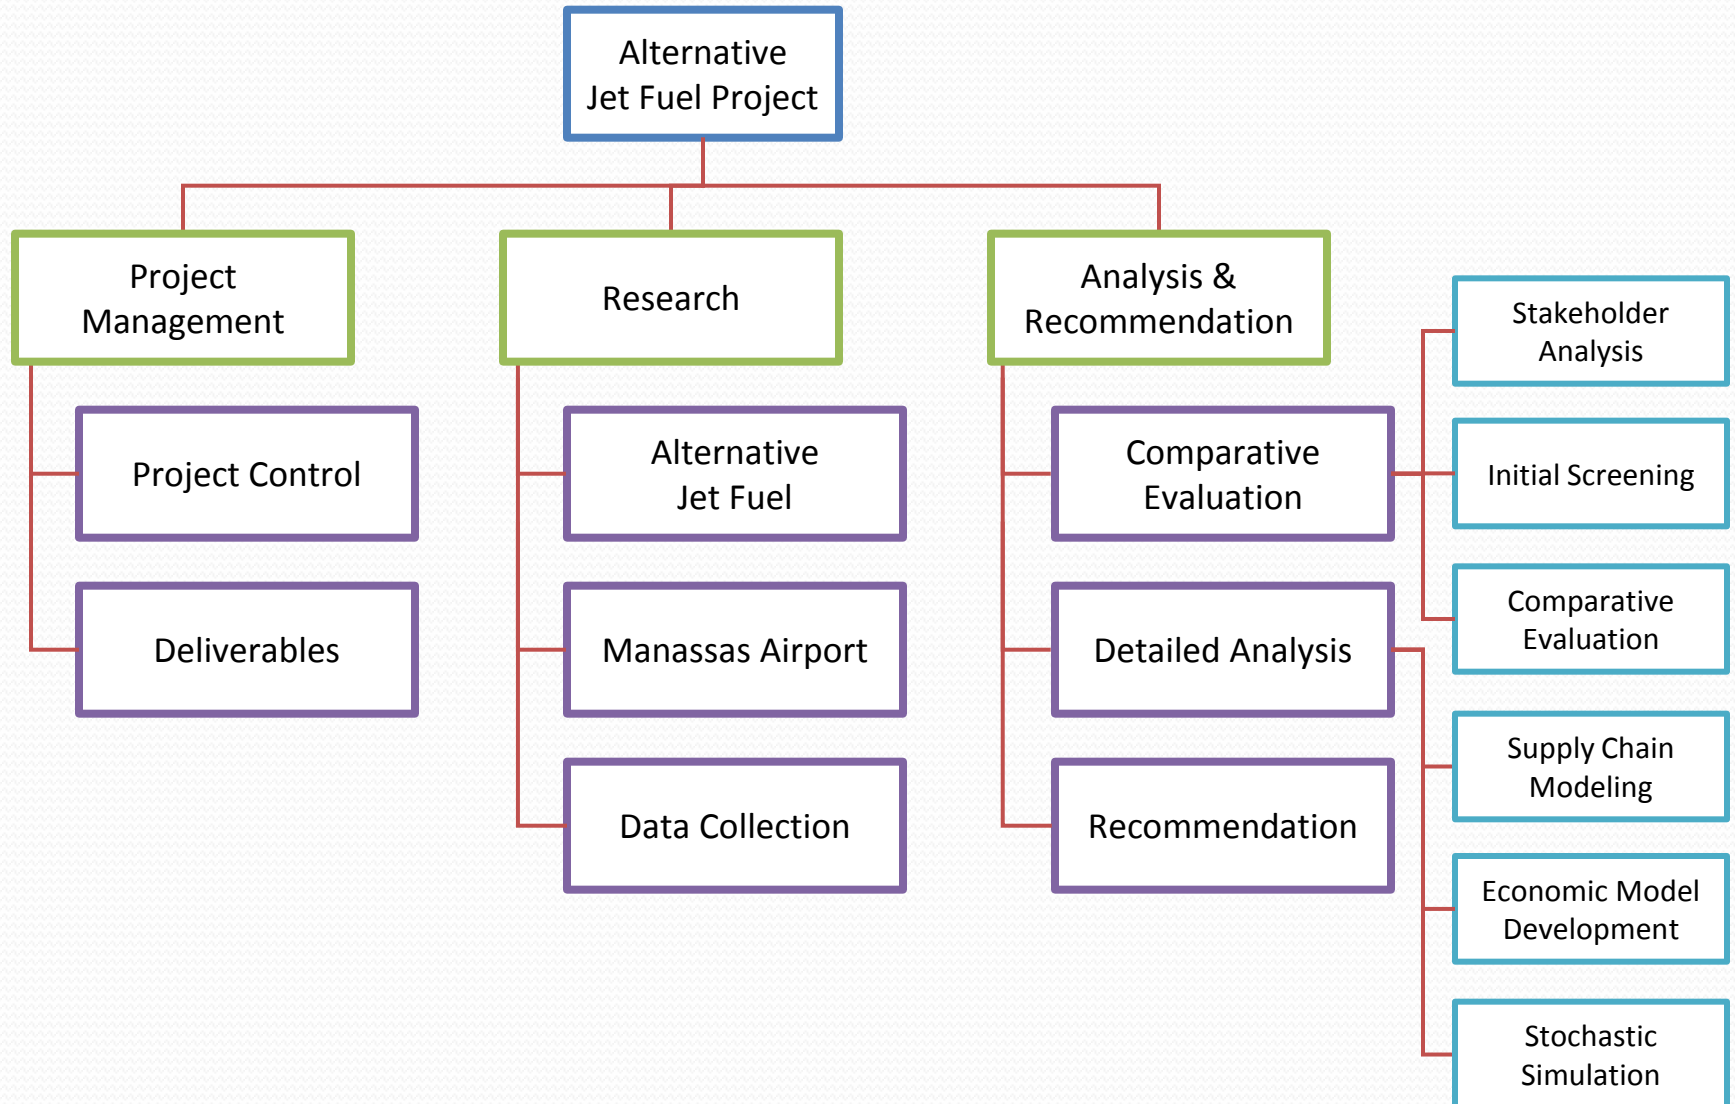 Alternative
Jet Fuel Project
Project
Management
Research
Analysis &
Recommendation
Project Control
Deliverables
Alternative
Jet Fuel
Manassas Airport
Data Collection
Comparative
Evaluation
Detailed Analysis
Recommendation
Stakeholder
Analysis
Initial Screening
Comparative
Evaluation
Supply Chain
Modeling
Economic Model
Development
Stochastic
Simulation